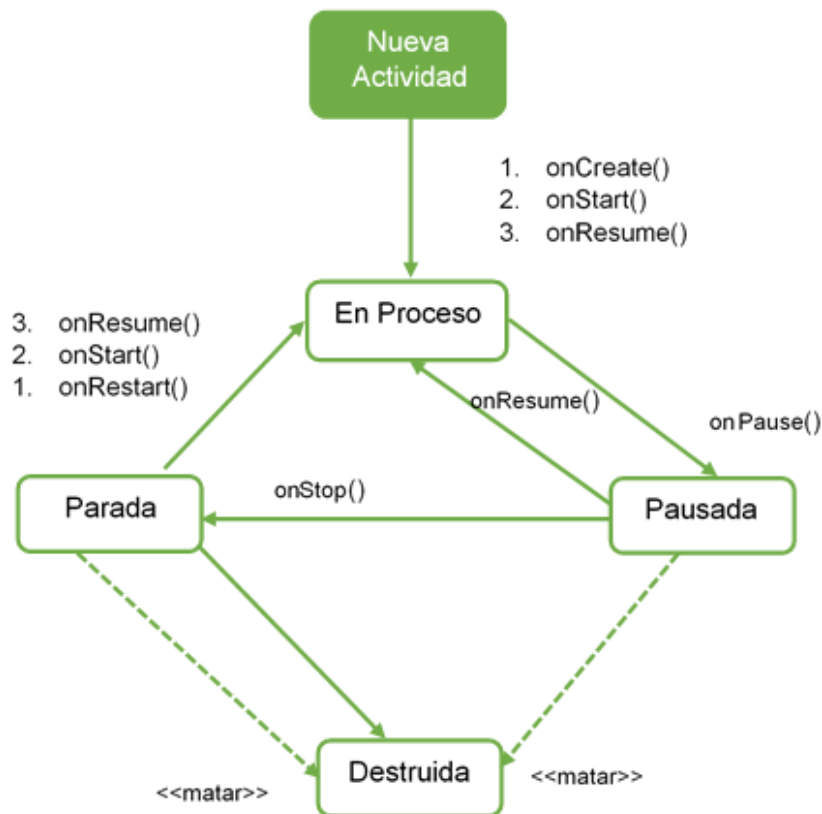 Nueva
Actividad
1. onCreate()
2. onStart()
3. onResume()
En Proceso
3. onResume()
2. onStart()
1. onRestart()
onResume()
onPause()
Parada
onStop()
Pausada
Destruida
<<matar>>
<<matar>>